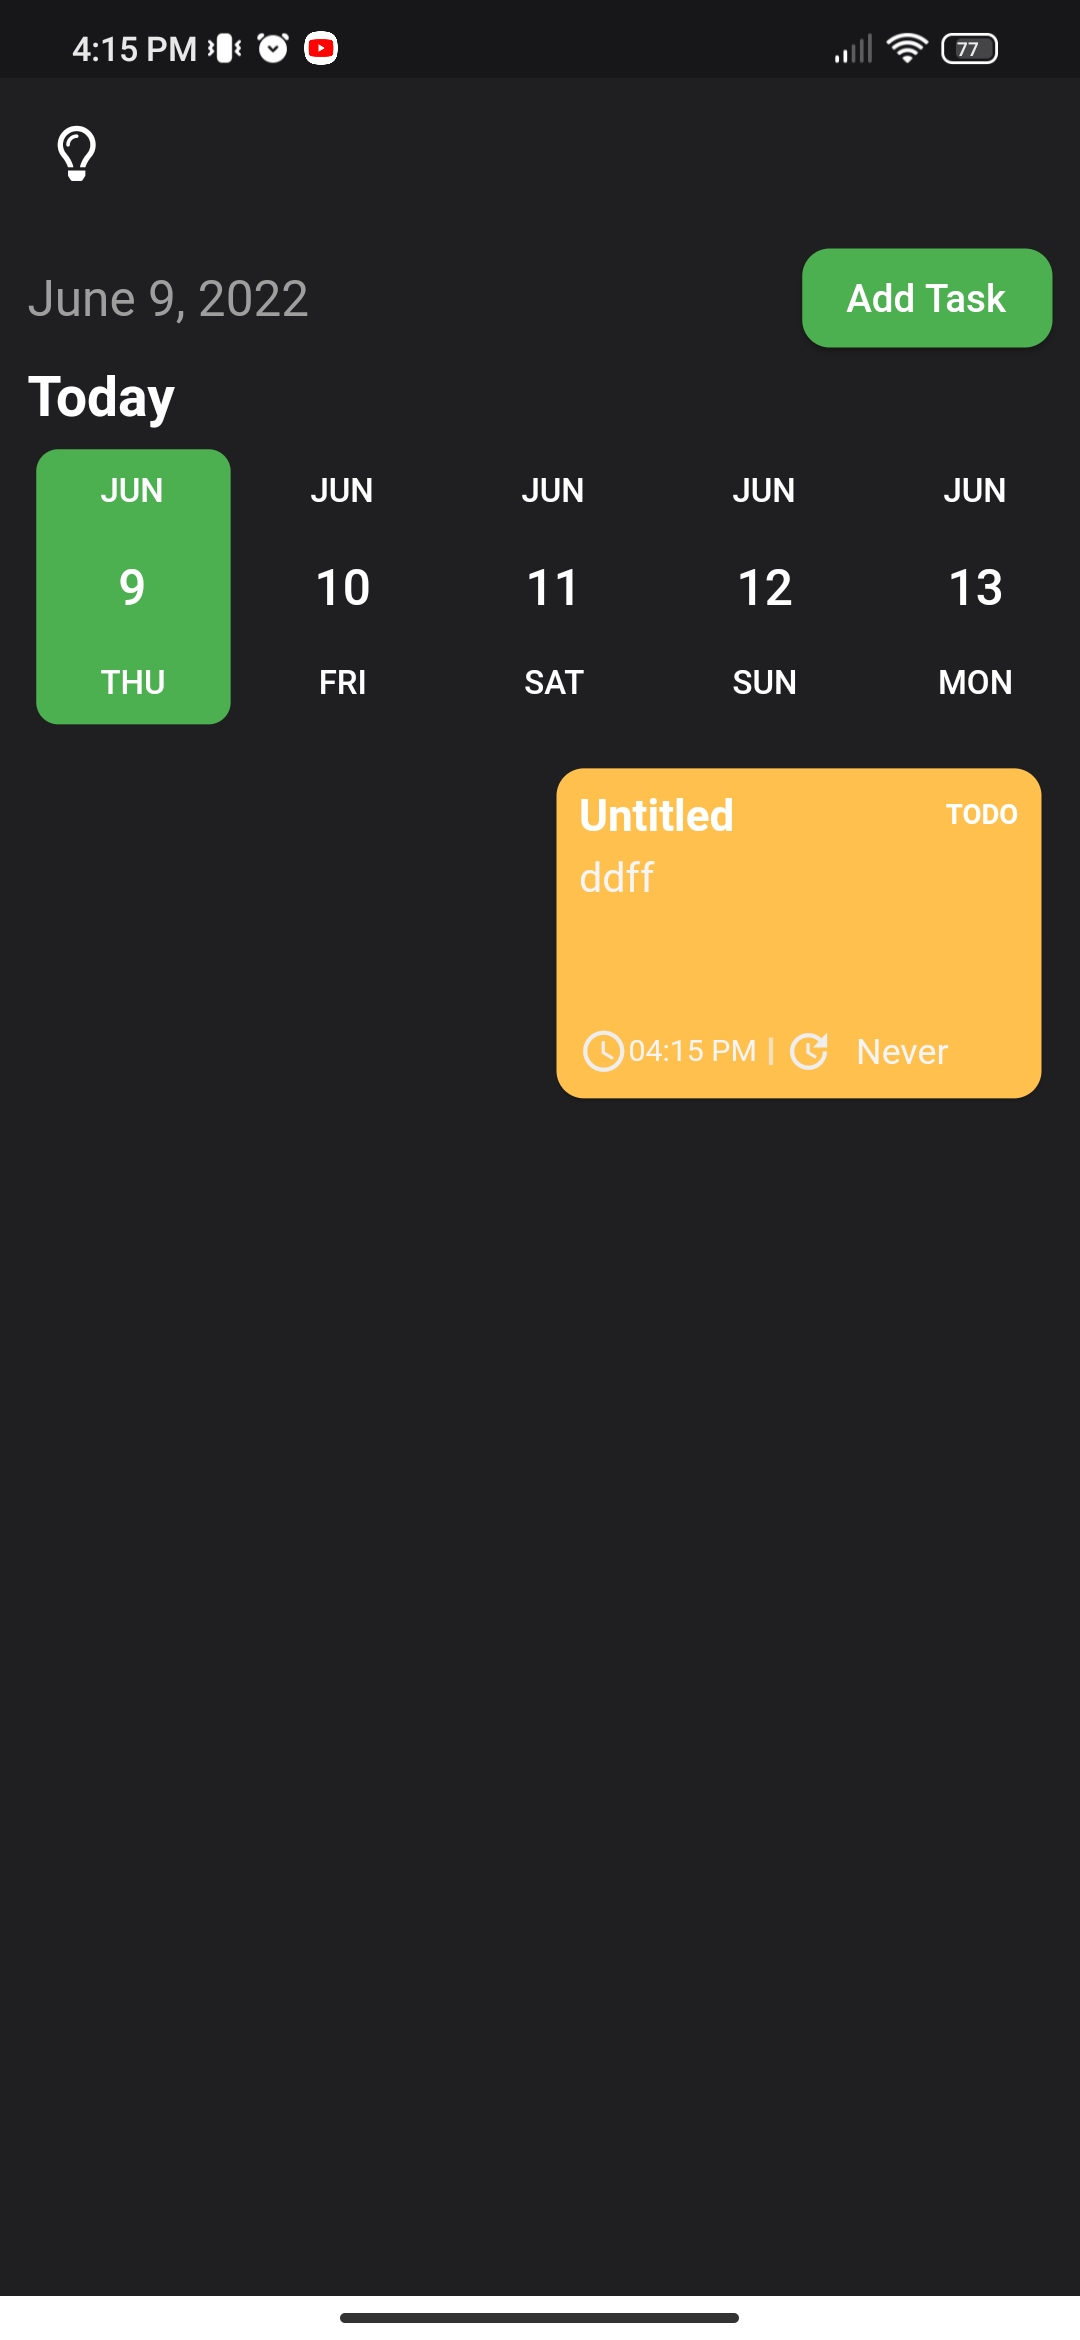 4:15 PM
77
June 9, 2022
Add Task
Today
JUN JUN JUN JUN JUN
9 10 11 12 13
THU FRI SAT SUN MON
Untitled TODO
ddff
04:15 PM | Never